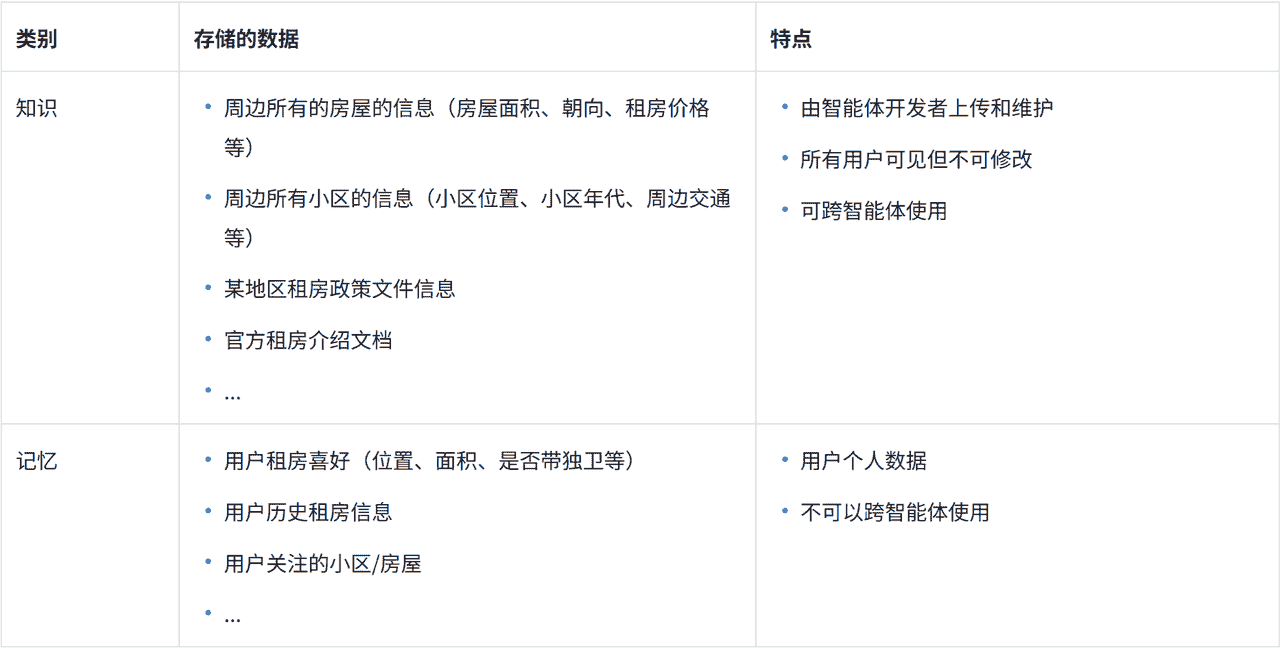 类别
存储的数据
特点
知识
周边所有的房屋的信息（房屋面积、朝向、租房价格
等）
周边所有小区的信息（小区位置、小区年代、周边交通
等）
某地区租房政策文件信息
官方租房介绍文档
...
由智能体开发者上传和维护
所有用户可见但不可修改
可跨智能体使用
记忆
用户租房喜好（位置、面积、是否带独卫等）
用户历史租房信息
用户关注的小区/房屋
...
用户个人数据
不可以跨智能体使用